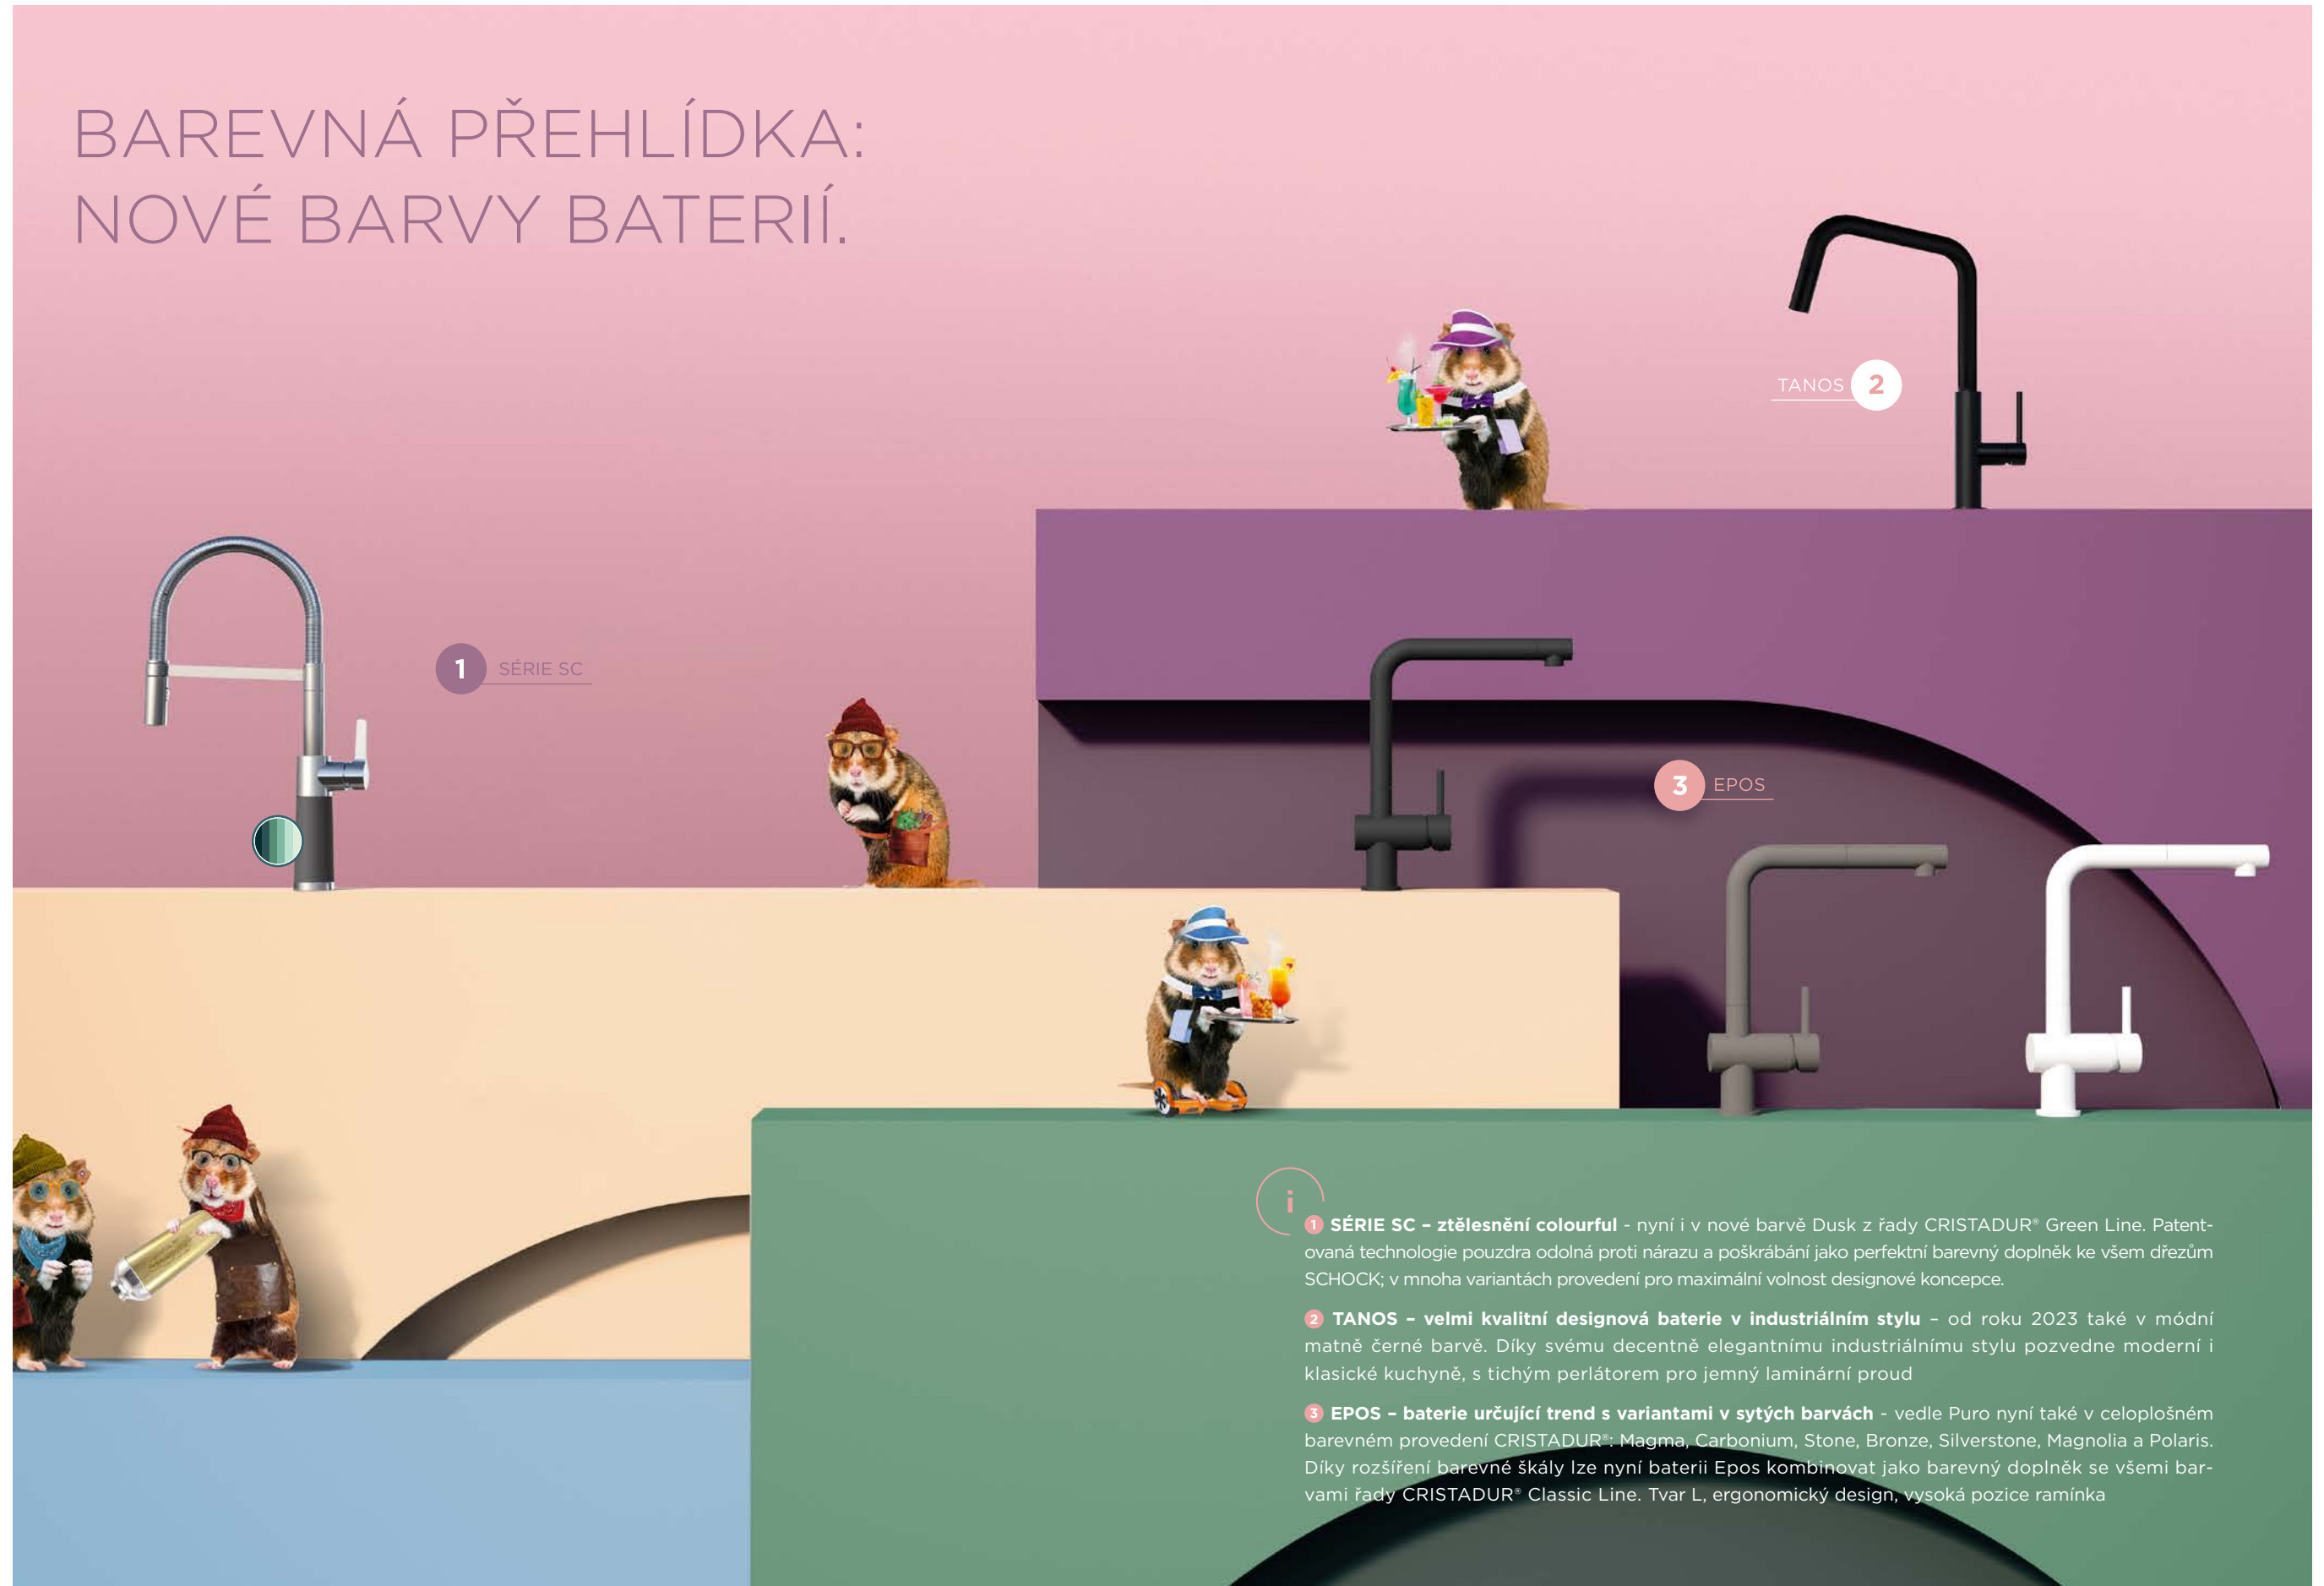 BAREVNÁ PŘEHLÍDKA:
NOVÉ BARVY BATERIÍ.
TANOS 2
1 SÉRIE SC
3 EPOS
i
1 SÉRIE SC – ztělesnění colourful - nyní i v nové barvě Dusk z řady CRISTADUR® Green Line. Patent-
ovaná technologie pouzdra odolná proti nárazu a poškrábání jako perfektní barevný doplněk ke všem dřezům
SCHOCK; v mnoha variantách provedení pro maximální volnost designové koncepce.
2 TANOS – velmi kvalitní designová baterie v industriálním stylu – od roku 2023 také v módní
matně černé barvě. Díky svému decentně elegantnímu industriálnímu stylu pozvedne moderní i
klasické kuchyně, s tichým perlátorem pro jemný laminární proud
3 EPOS – baterie určující trend s variantami v sytých barvách - vedle Puro nyní také v celoplošném
barevném provedení CRISTADUR®: Magma, Carbonium, Stone, Bronze, Silverstone, Magnolia a Polaris.
Díky rozšíření barevné škály lze nyní baterii Epos kombinovat jako barevný doplněk se všemi bar-
vami řady CRISTADUR® Classic Line. Tvar L, ergonomický design, vysoká pozice ramínka